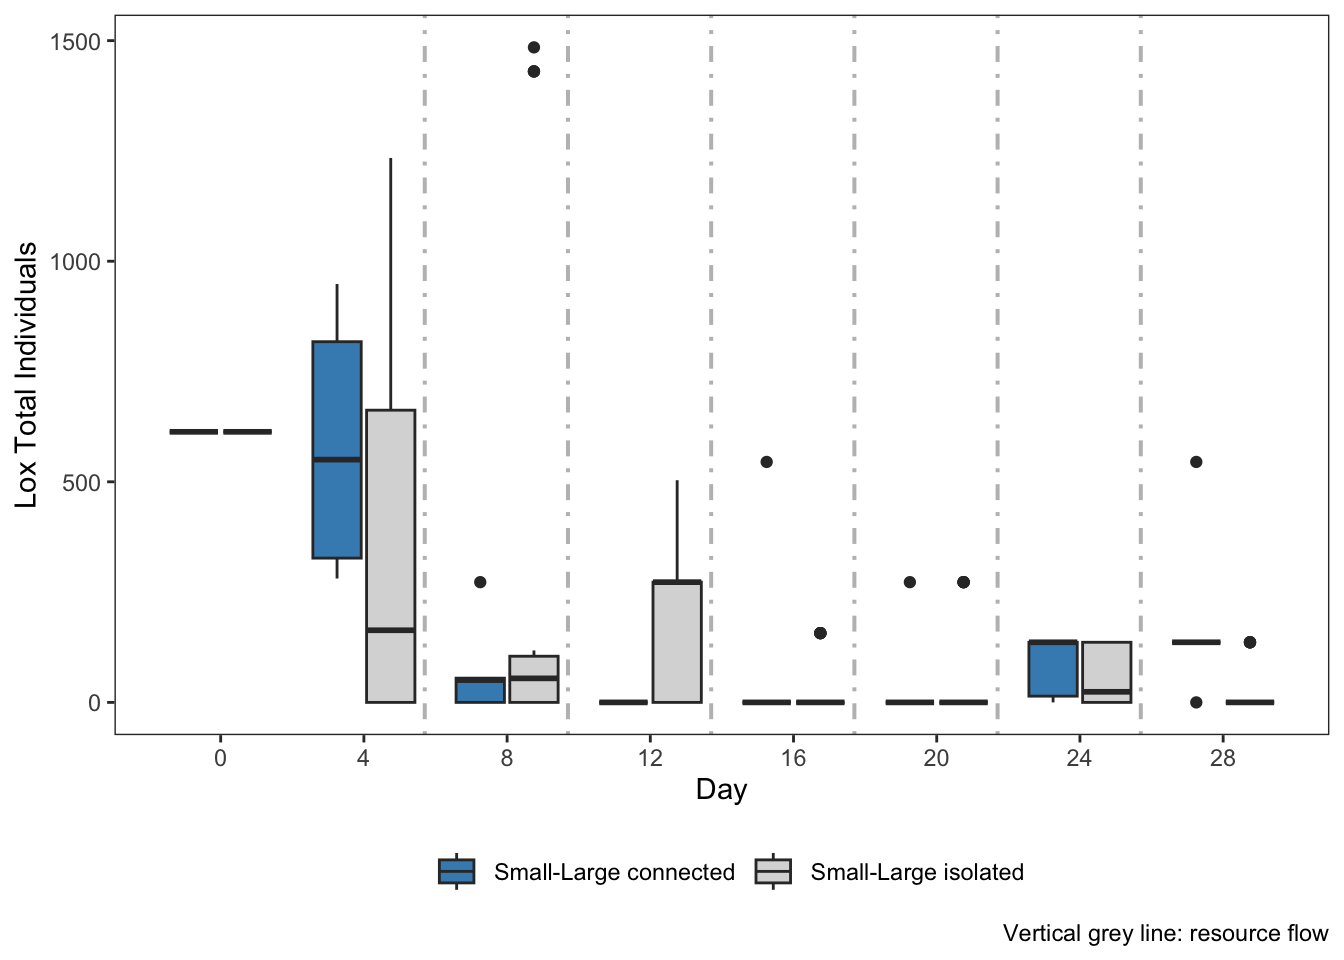 1500
1000
500
0
Lox Total Individuals
0 4 8 12 16 20 24 28
Day
Small-Large connected Small-Large isolated
Vertical grey line: resource flow